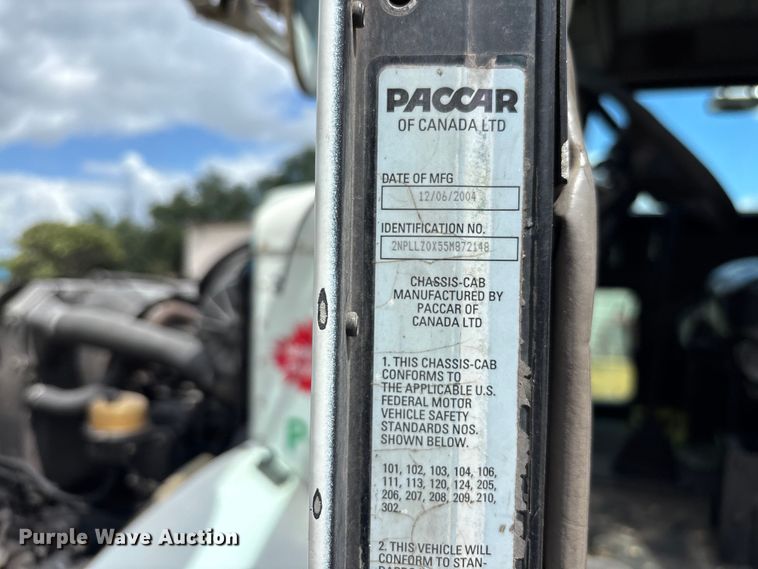 PACCAR
OF CANADA LTD
DATE OF MFG
12/06/2004
IDENTIFICATION NO.
2NPLLZ0X55M872148
CHASSIS-CAB
MANUFACTURED BY
PACCAR OF
CANADA LTD
1. THIS CHASSIS-CAB
CONFORMS TO
THE APPLICABLE U.S.
FEDERAL MOTOR
VEHICLE SAFETY
STANDARDS NOS.
SHOWN BELOW.
101, 102, 103, 104, 106,
111, 113, 120, 124, 205,
206, 207, 208, 209, 210,
302.
2. THIS VEHICLE WILL
CONFORM TO STAN-
Purple Wave Auction